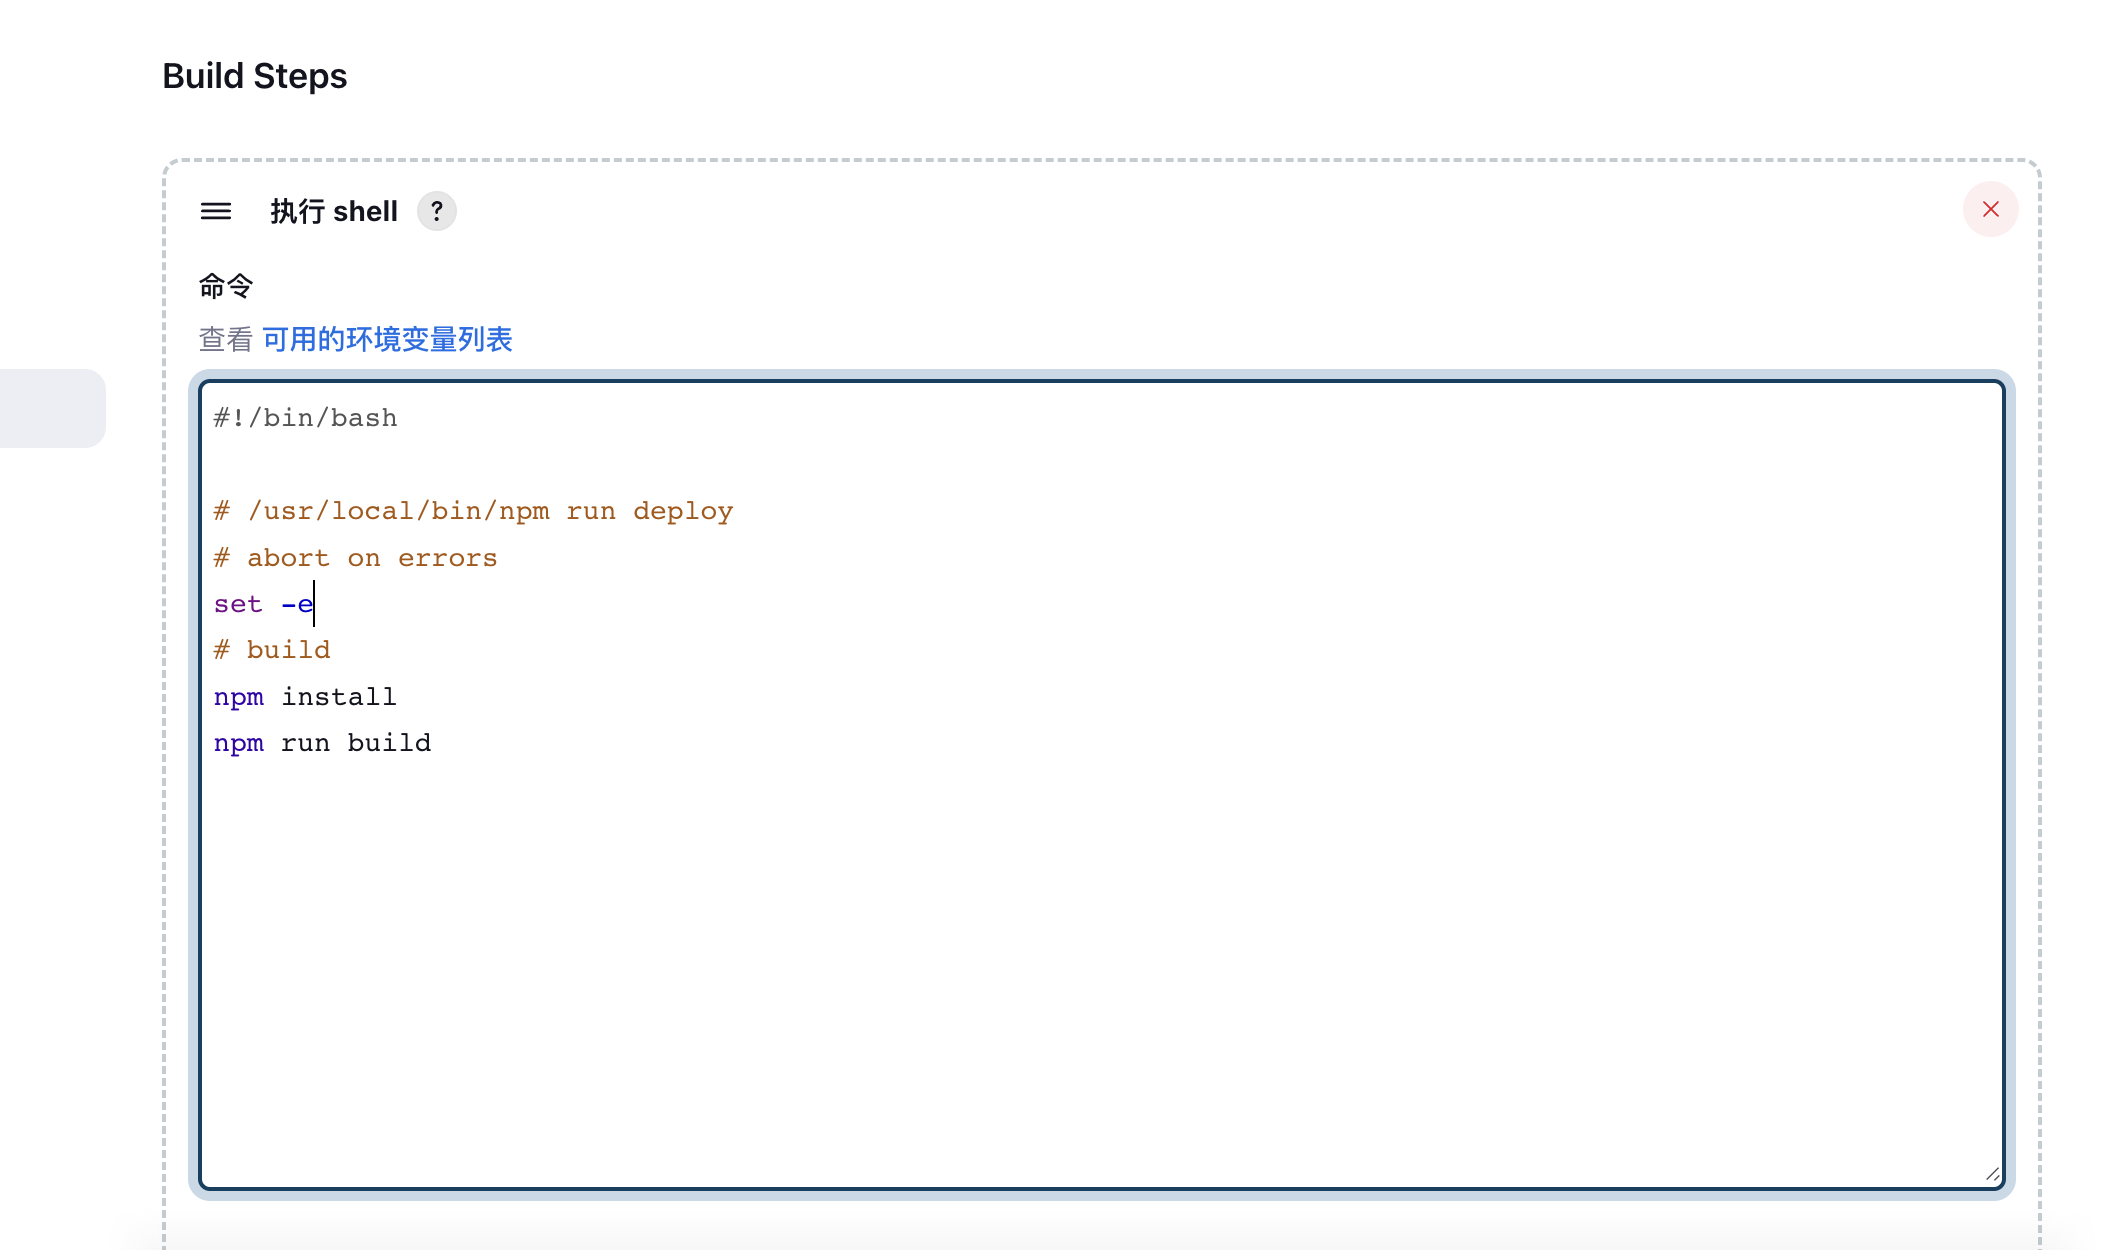 Build Steps
执行 shell ?
命令
查看 可用的环境变量列表
#!/bin/bash
# /usr/local/bin/npm run deploy
# abort on errors
set -e
# build
npm install
npm run build